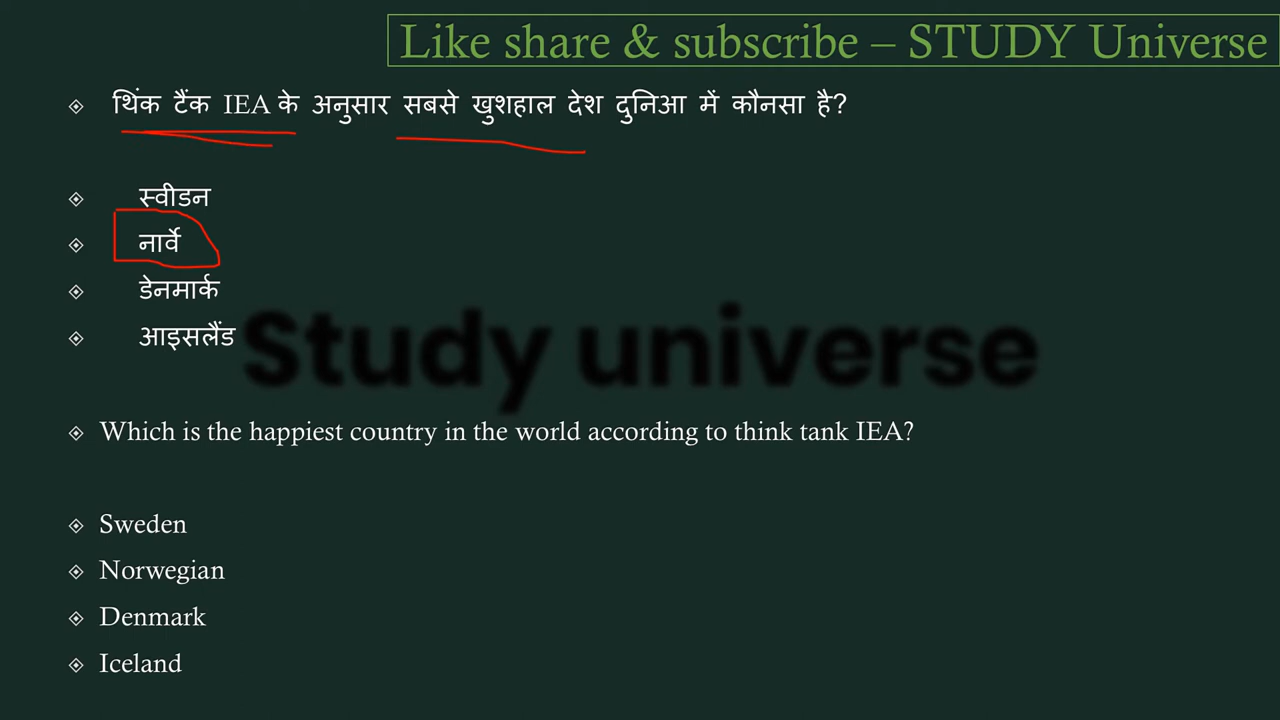 Like share & subscribe – STUDY Universe
थिंक टैंक IEA के अनुसार सबसे खुशहाल देश दुनिआ में कौनसा है?
स्वीडन
नार्वे
डेनमार्क
आइसलैंड
Study universe
Which is the happiest country in the world according to think tank IEA?
Sweden
Norwegian
Denmark
Iceland